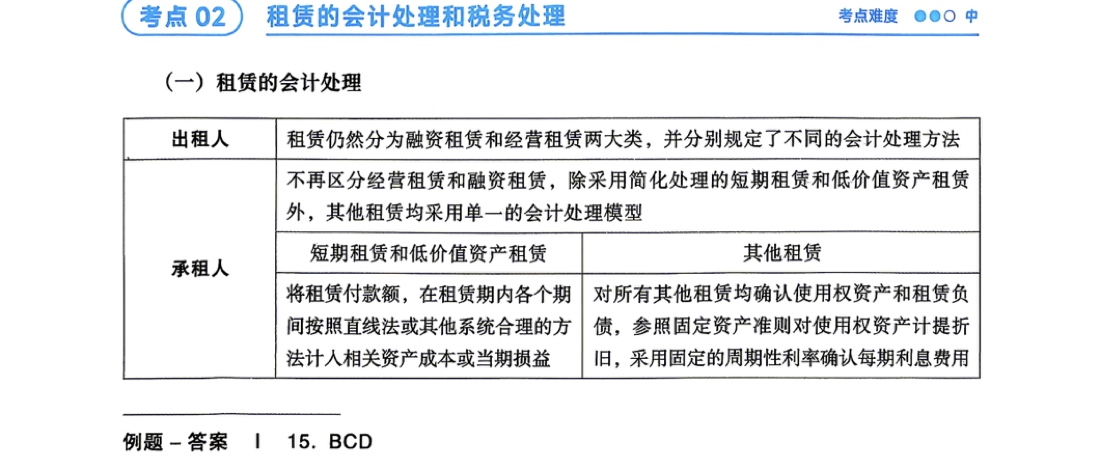 考点 02 租赁的会计处理和税务处理 考点难度 中
（一）租赁的会计处理
出租人 租赁仍然分为融资租赁和经营租赁两大类，并分别规定了不同的会计处理方法
不再区分经营租赁和融资租赁，除采用简化处理的短期租赁和低价值资产租赁
外，其他租赁均采用单一的会计处理模型
承租人
短期租赁和低价值资产租赁 其他租赁
将租赁付款额，在租赁期内各个期
间按照直线法或其他系统合理的方
法计入相关资产成本或当期损益
对所有其他租赁均确认使用权资产和租赁负
债，参照固定资产准则对使用权资产计提折
旧，采用固定的周期性利率确认每期利息费用
例题 – 答案 | 15. BCD